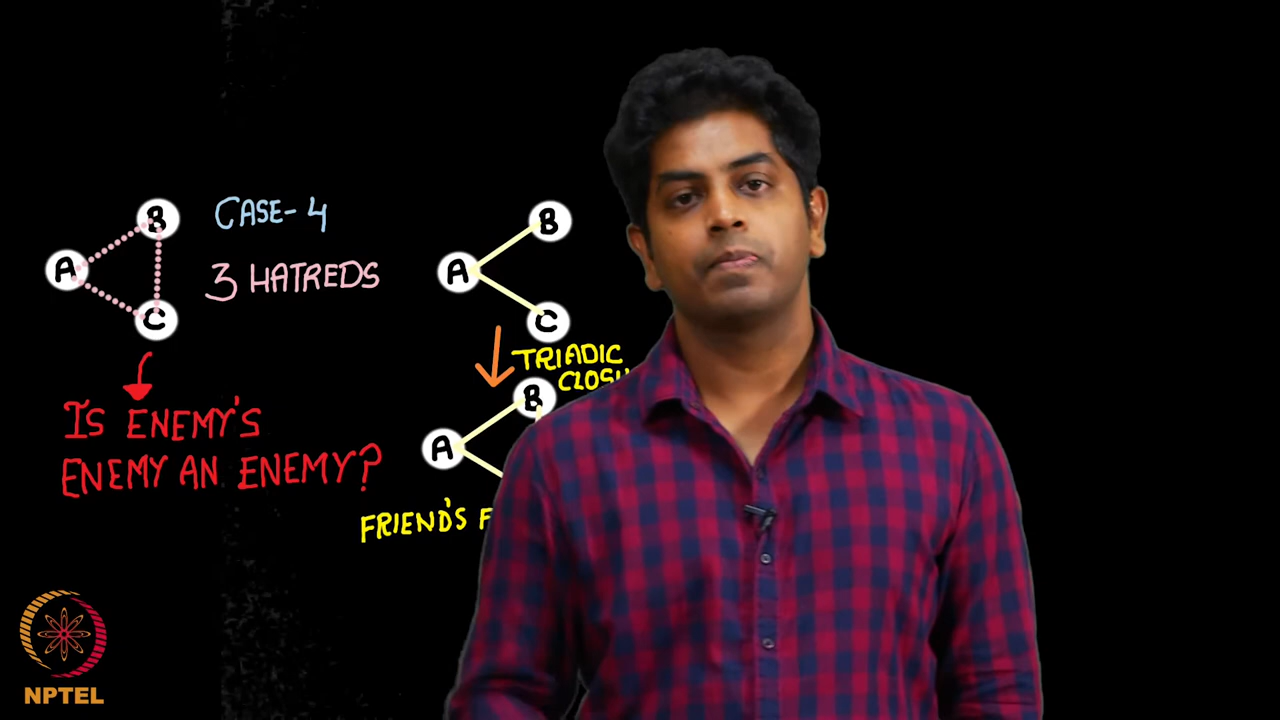 B
CASE-4
A
3 HATREDS
C
IS ENEMY'S
ENEMY AN ENEMY?
B
A
C
TRIADIC
B
A
FRIEND'S
NPTEL